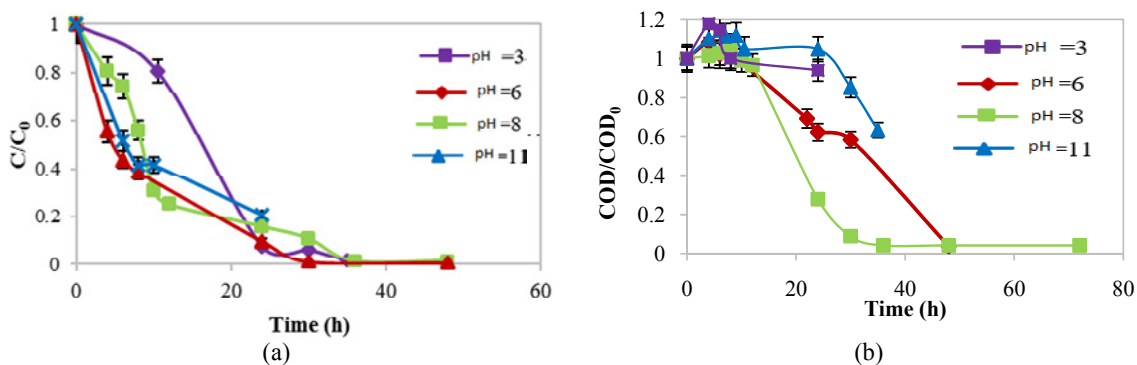 C/C0
1
0.8
0.6
0.4
0.2
0
0
20
40
60
Time (h)
pH =3
pH =6
pH =8
pH =11
(a)
COD/COD0
1.2
1.0
0.8
0.6
0.4
0.2
0
0
20
40
60
80
Time (h)
pH =3
pH =6
pH =8
pH =11
(b)